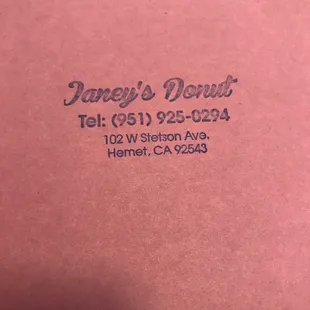 Janey's Donut
Tel: (951) 925-0294
102 W Stetson Ave.
Hemet, CA 92543